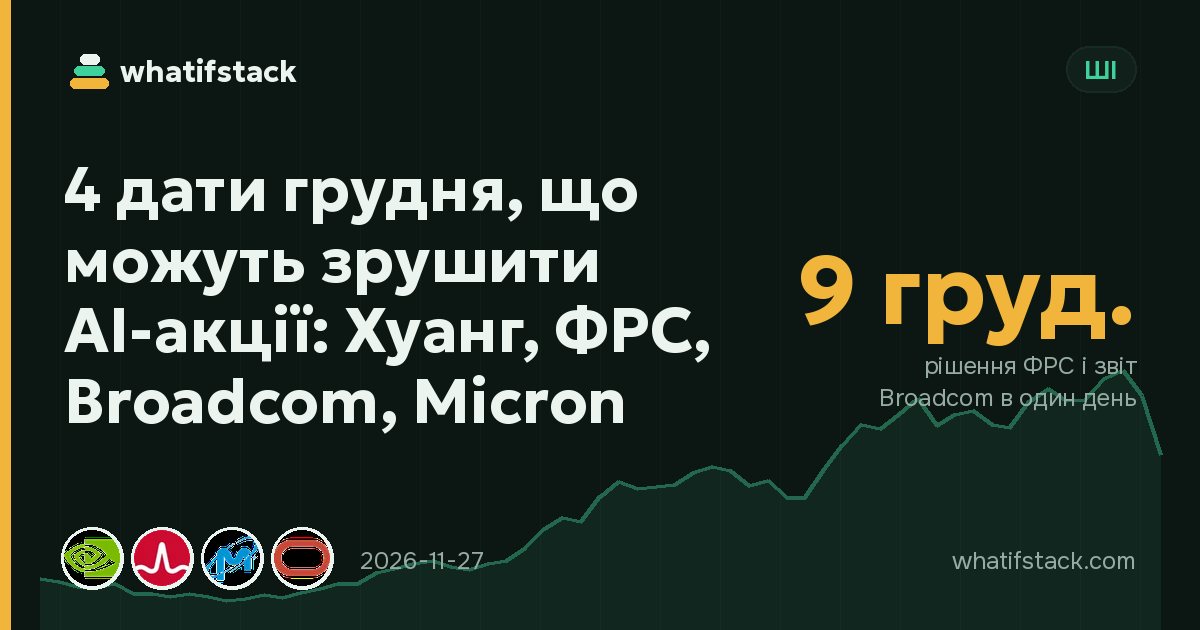 whatifstack
ШІ
4 дати грудня, що
можуть зрушити
AI-акції: Хуанг, ФРС,
Broadcom, Micron
9 груд.
рішення ФРС і звіт
Broadcom в один день
2026-11-27
whatifstack.com